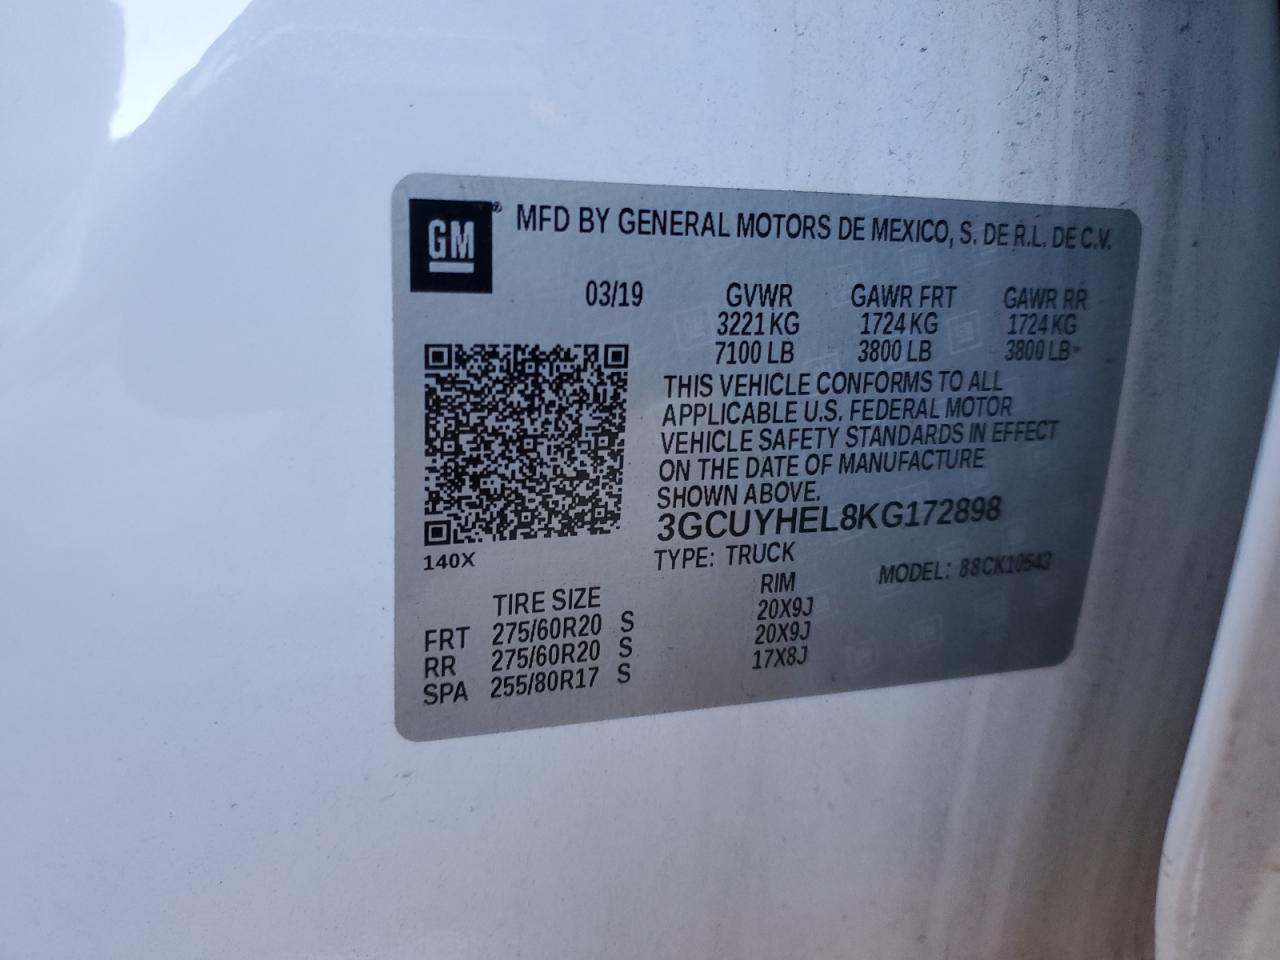 GM ® MFD BY GENERAL MOTORS DE MEXICO, S. DE R.L. DE C.V.
03/19 GVWR GAWR FRT GAWR RR
3221 KG 1724 KG 1724 KG
7100 LB 3800 LB 3800 LB
THIS VEHICLE CONFORMS TO ALL
APPLICABLE U.S. FEDERAL MOTOR
VEHICLE SAFETY STANDARDS IN EFFECT
ON THE DATE OF MANUFACTURE
SHOWN ABOVE.
3GCUYHEL8KG172898
140X TYPE: TRUCK MODEL: 88CK10543
TIRE SIZE RIM
FRT 275/60R20 S 20X9J
RR 275/60R20 S 20X9J
SPA 255/80R17 S 17X8J